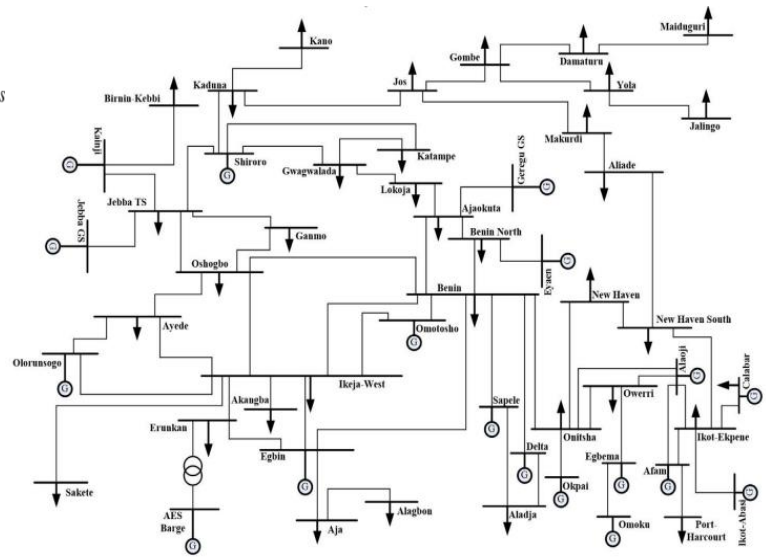 Maiduguri
Kano
Gombe
Damaturu
s
Kaduna
Jos
Yola
Birnin-Kebbi
Jalingo
Makurdi
Kainji
G
Shiroro
G
Katampe
Gwagwalada
Geregu GS
G
Aliade
Lokoja
Jebba TS
Jebba GS
G
Ajaokuta
Ganmo
Benin North
Oshogbo
Eyaen
G
Benin
New Haven
Ayede
Omotosho
G
New Haven South
Olorunsogo
G
Ikeja-West
Alaoji
G
Calabar
G
Akangba
Owerri
Erunkan
Sapele
G
Onitsha
Ikot-Ekpene
Egbin
G
Delta
G
Egbema
G
Afam
G
Okpai
G
Ikot-Abasi
G
Sakete
AES
Barge
G
Aja
Alagbon
Aladja
Omoku
G
Port-
Harcourt